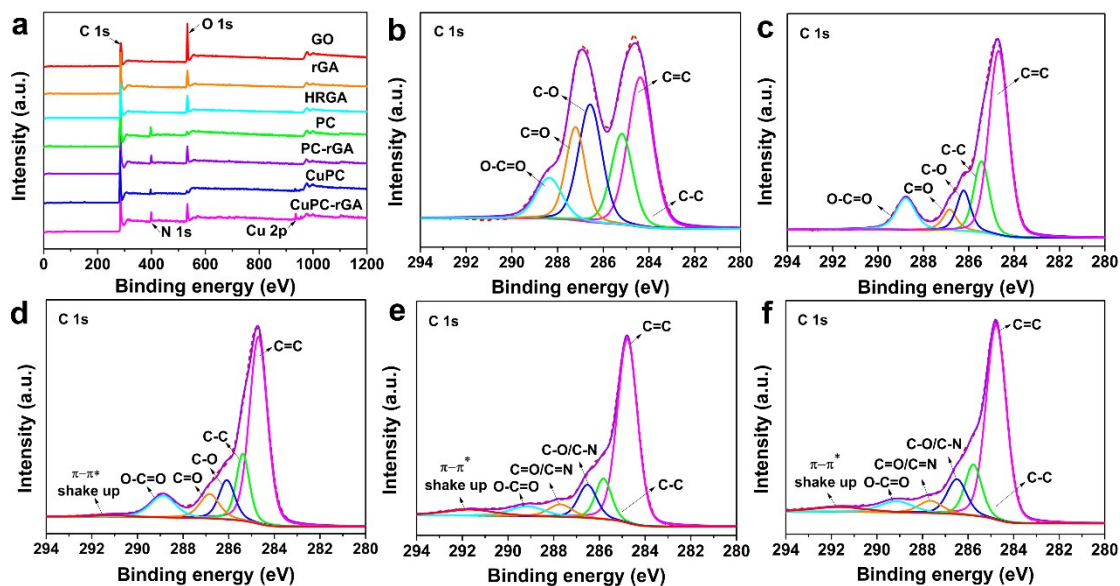 a
C 1s
O 1s
GO
rGA
HRGA
PC
PC-rGA
CuPC
CuPC-rGA
N 1s
Cu 2p
0 200 400 600 800 1000 1200
Binding energy (eV)
Intensity (a.u.)
b
C 1s
C=C
C-O
C=O
O-C=O
C-C
294 292 290 288 286 284 282 280
Binding energy (eV)
Intensity (a.u.)
c
C 1s
C=C
C-C
C-O
C=O
O-C=O
294 292 290 288 286 284 282 280
Binding energy (eV)
Intensity (a.u.)
d
C 1s
C=C
C-C
C-O
C=O
O-C=O
π-π*
shake up
294 292 290 288 286 284 282 280
Binding energy (eV)
Intensity (a.u.)
e
C 1s
C=C
C-O/C-N
C=O/C=N
O-C=O
π-π*
shake up
C-C
294 292 290 288 286 284 282 280
Binding energy (eV)
Intensity (a.u.)
f
C 1s
C=C
C-O/C-N
C=O/C=N
O-C=O
π-π*
shake up
C-C
294 292 290 288 286 284 282 280
Binding energy (eV)
Intensity (a.u.)